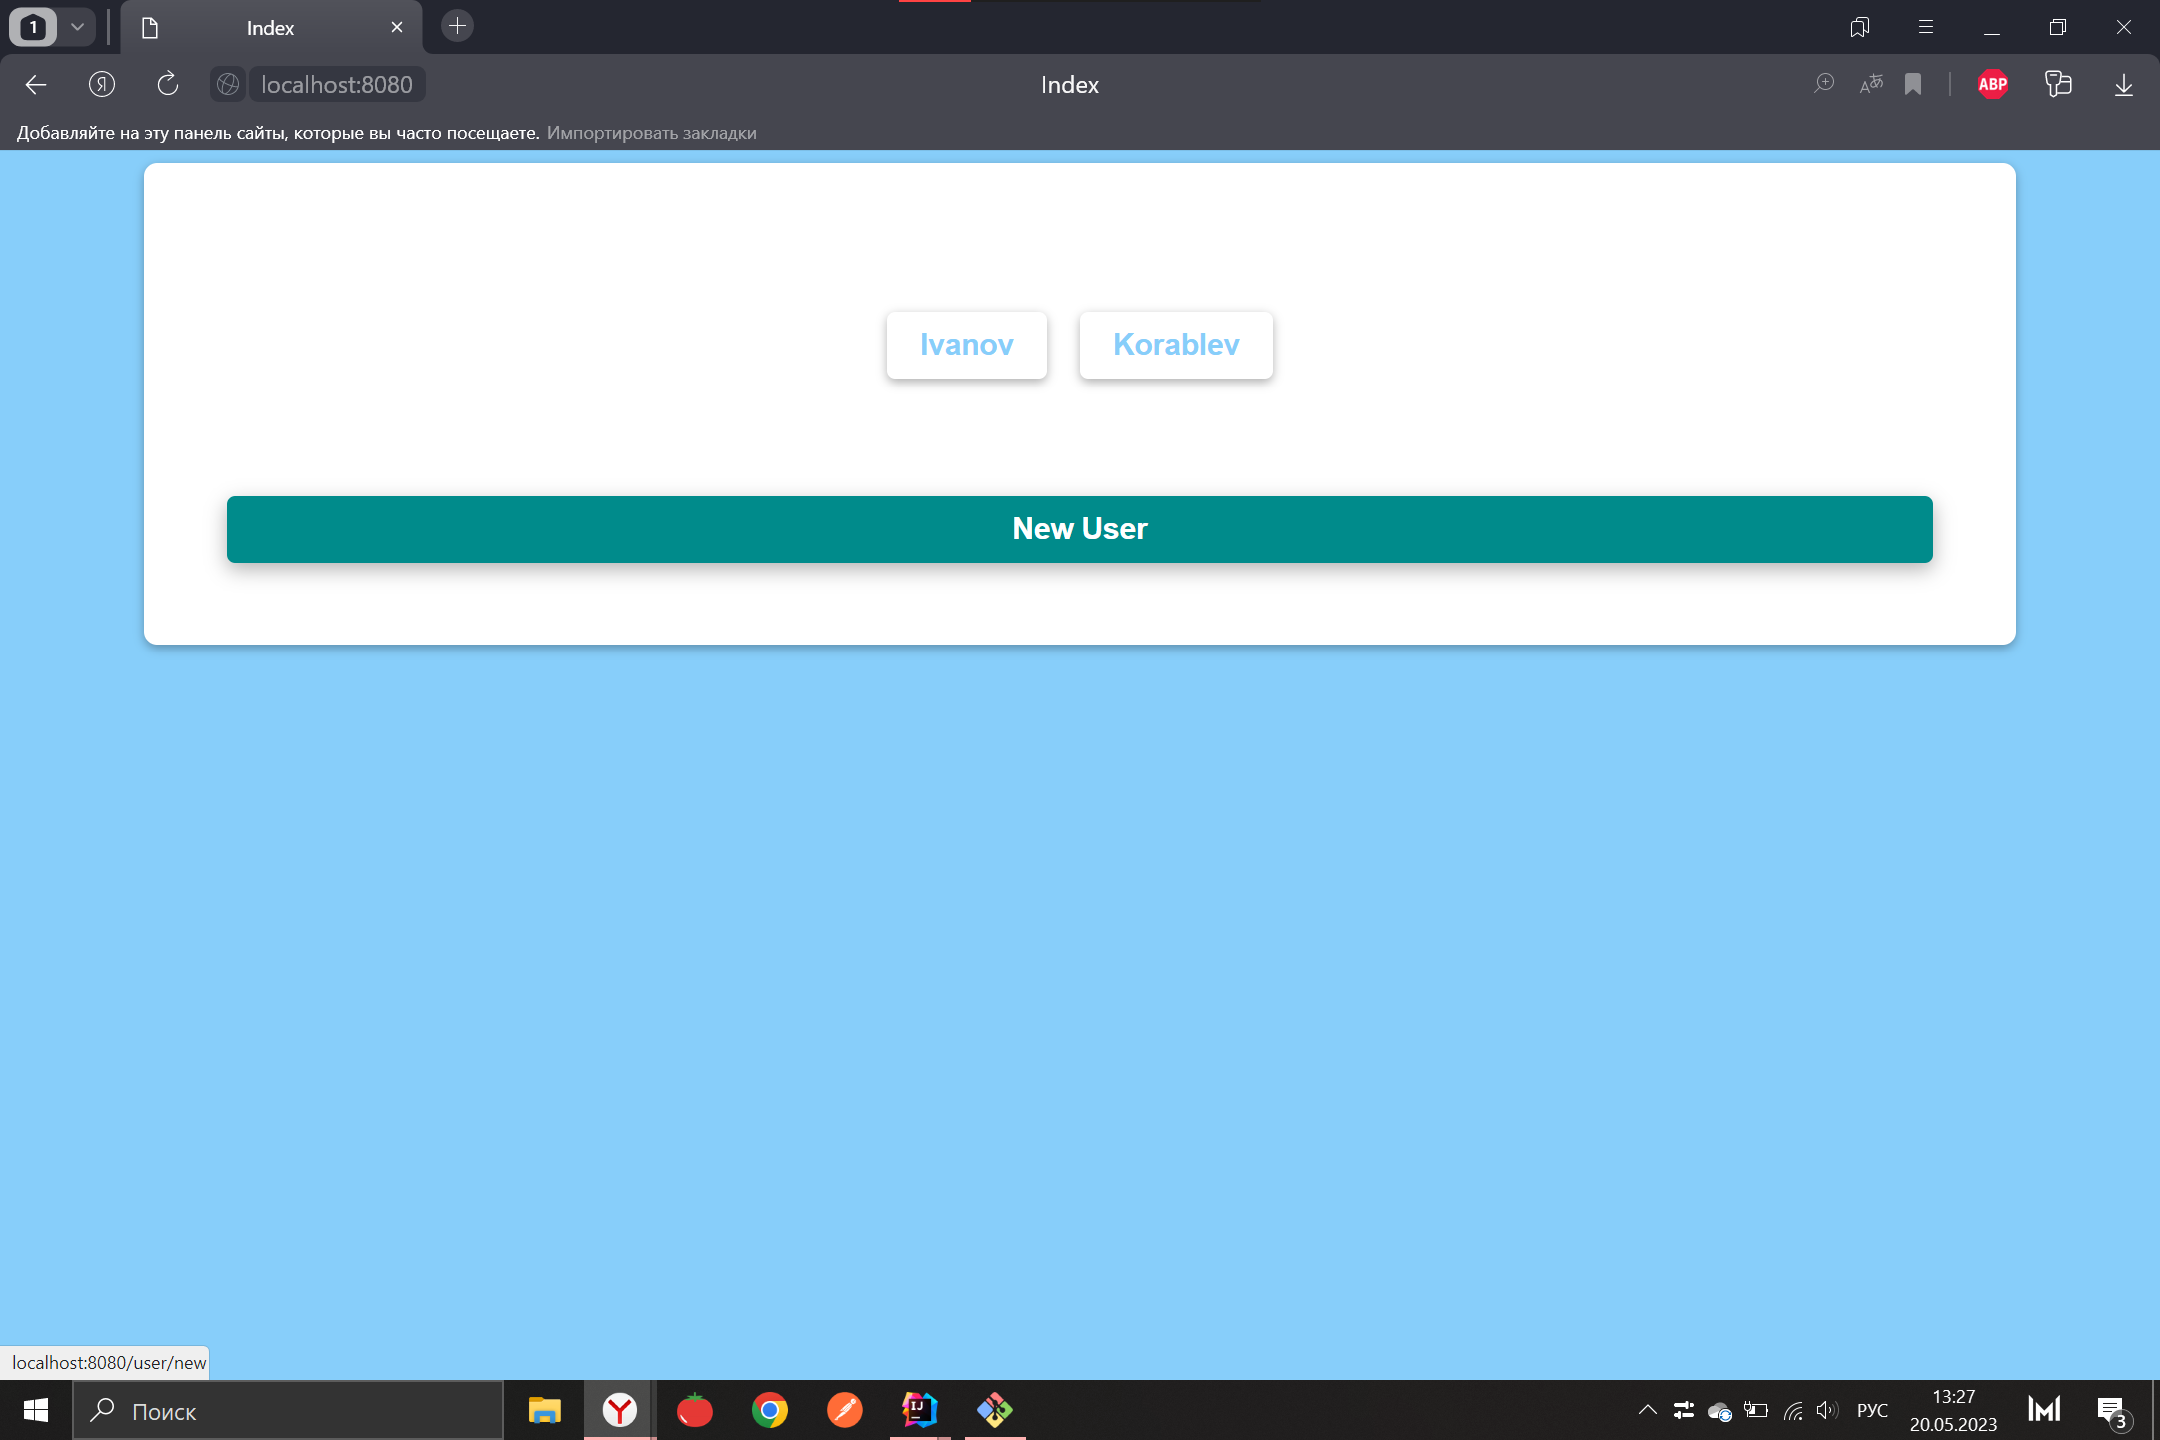 1
Index
localhost:8080
Index
ABP
Добавляйте на эту панель сайты, которые вы часто посещаете. Импортировать закладки
Ivanov
Korablev
New User
localhost:8080/user/new
Поиск
IJ
РУС
13:27
20.05.2023
3